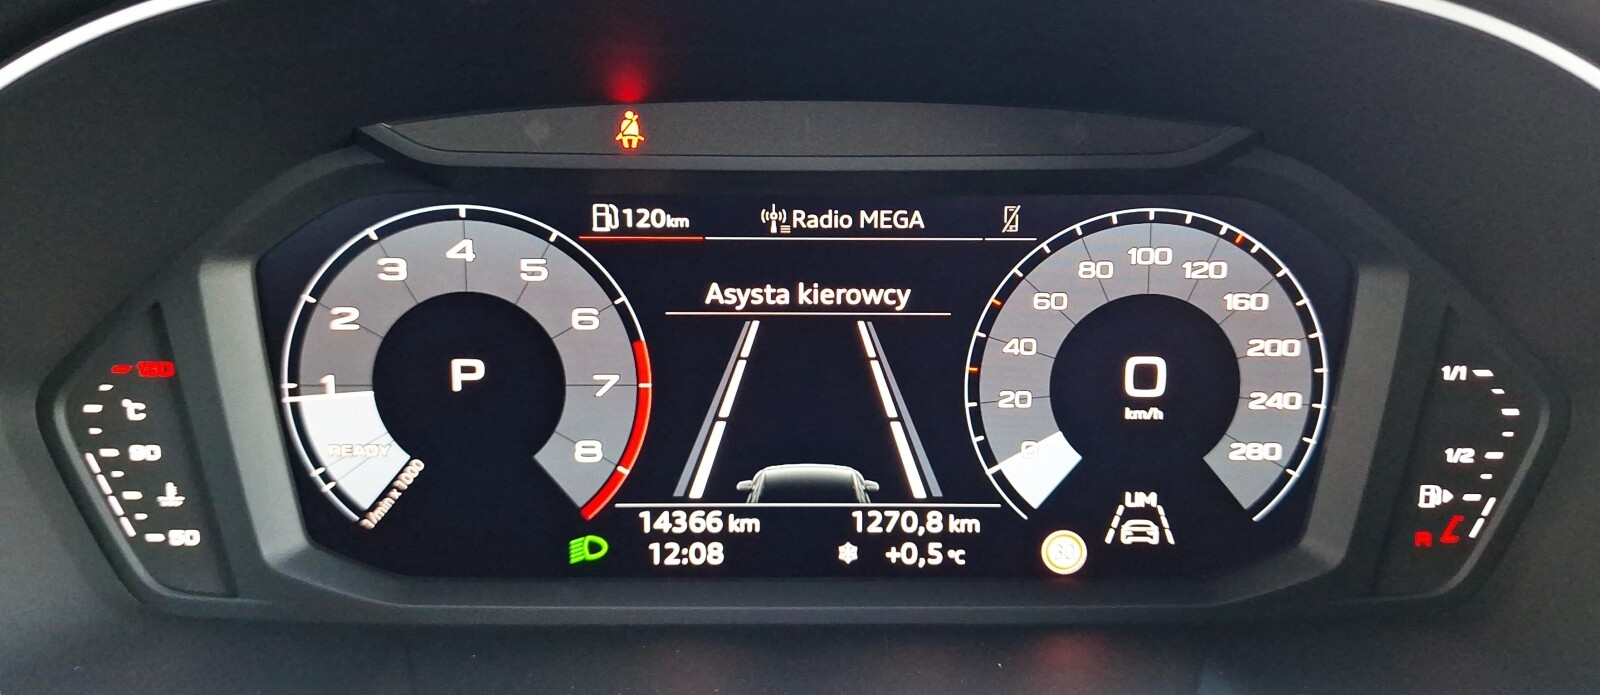 120km
Radio MEGA
Asysta kierowcy
1
2
3
4
5
6
7
8
READY
1/min x 1000
P
0
20
40
60
80
100
120
160
200
240
280
0
km/h
LIM
14366 km
1270,8 km
12:08
+0,5 °C
30
130
°C
90
50
1/1
1/2
R